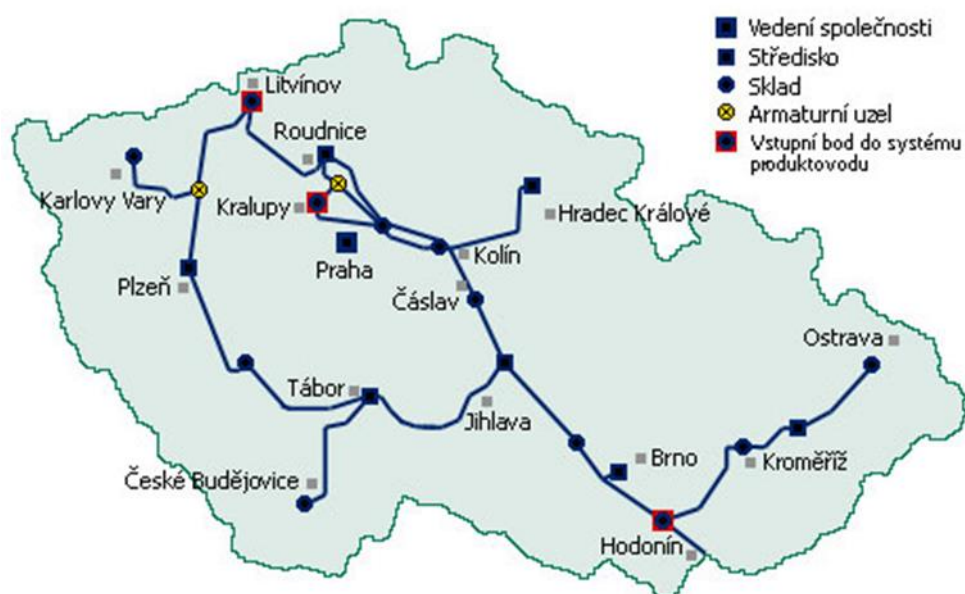 Vedení společnosti
Středisko
Sklad
Armaturní uzel
Vstupní bod do systému
produktovodu
Litvínov
Roudnice
Karlovy Vary
Kralupy
Hradec Králové
Praha
Kolín
Plzeň
Čáslav
Ostrava
Tábor
Jihlava
Brno
Kroměříž
České Budějovice
Hodonín